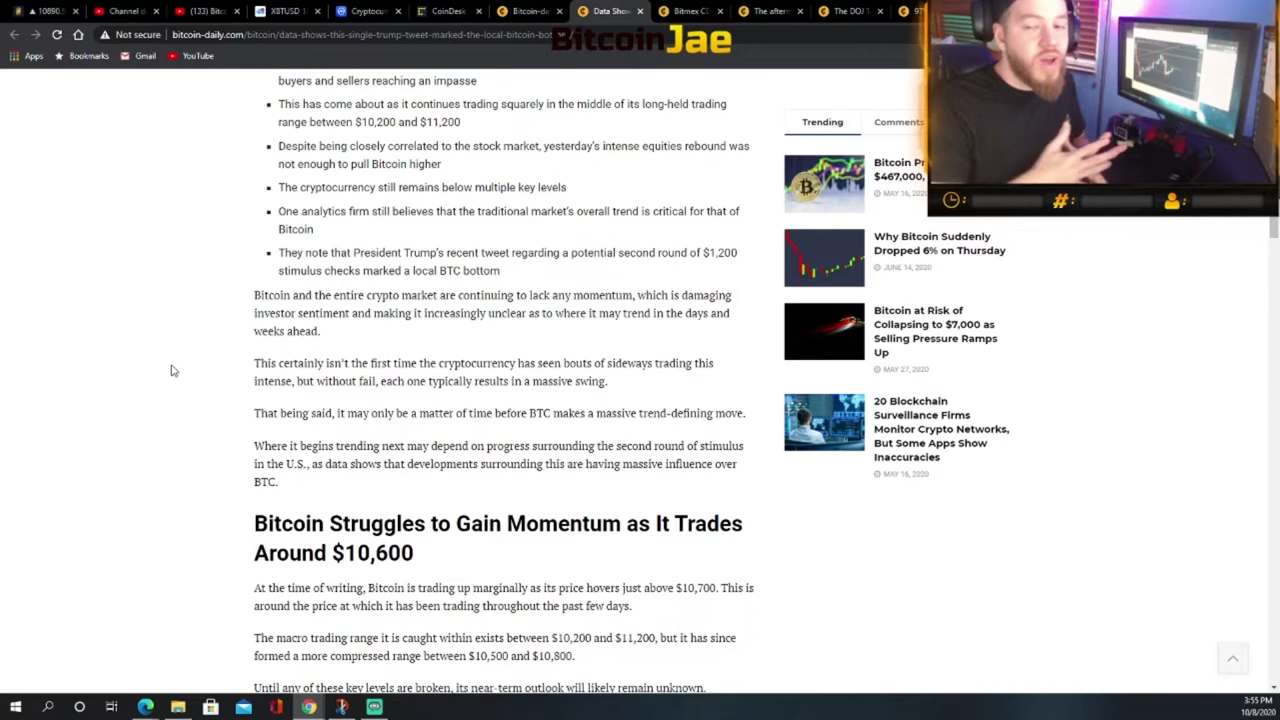 10890.5
Channel d
(133) Bitc
XBTUSD 1
Cryptocur
CoinDesk
Bitcoin-da
Data Show
Bitmex CE
The aftern
The DOJ T
Not secure | bitcoin-daily.com/bitcoin/data-shows-this-single-tump-tweet-marked-the-local-bitcoin-bot
BitcoinJae
Apps
Bookmarks
Gmail
YouTube
buyers and sellers reaching an impasse
This has come about as it continues trading squarely in the middle of its long-held trading
range between $10,200 and $11,200
Despite being closely correlated to the stock market, yesterday's intense equities rebound was
not enough to pull Bitcoin higher
The cryptocurrency still remains below multiple key levels
One analytics firm still believes that the traditional market's overall trend is critical for that of
Bitcoin
They note that President Trump's recent tweet regarding a potential second round of $1,200
stimulus checks marked a local BTC bottom
Bitcoin and the entire crypto market are continuing to lack any momentum, which is damaging
investor sentiment and making it increasingly unclear as to where it may trend in the days and
weeks ahead.
This certainly isn't the first time the cryptocurrency has seen bouts of sideways trading this
intense, but without fail, each one typically results in a massive swing.
That being said, it may only be a matter of time before BTC makes a massive trend-defining move.
Where it begins trending next may depend on progress surrounding the second round of stimulus
in the U.S., as data shows that developments surrounding this are having massive influence over
BTC.
Bitcoin Struggles to Gain Momentum as It Trades
Around $10,600
At the time of writing, Bitcoin is trading up marginally as its price hovers just above $10,700. This is
around the price at which it has been trading throughout the past few days.
The macro trading range it is caught within exists between $10,200 and $11,200, but it has since
formed a more compressed range between $10,500 and $10,800.
Until any of these key levels are broken, its near-term outlook will likely remain unknown.
Trending
Comments
Bitcoin Pr
$467,000,
MAY 16, 202
Why Bitcoin Suddenly
Dropped 6% on Thursday
JUNE 14, 2020
Bitcoin at Risk of
Collapsing to $7,000 as
Selling Pressure Ramps
Up
MAY 27, 2020
20 Blockchain
Surveillance Firms
Monitor Crypto Networks,
But Some Apps Show
Inaccuracies
MAY 16, 2020
:
#:
:
3:55 PM
10/8/2020